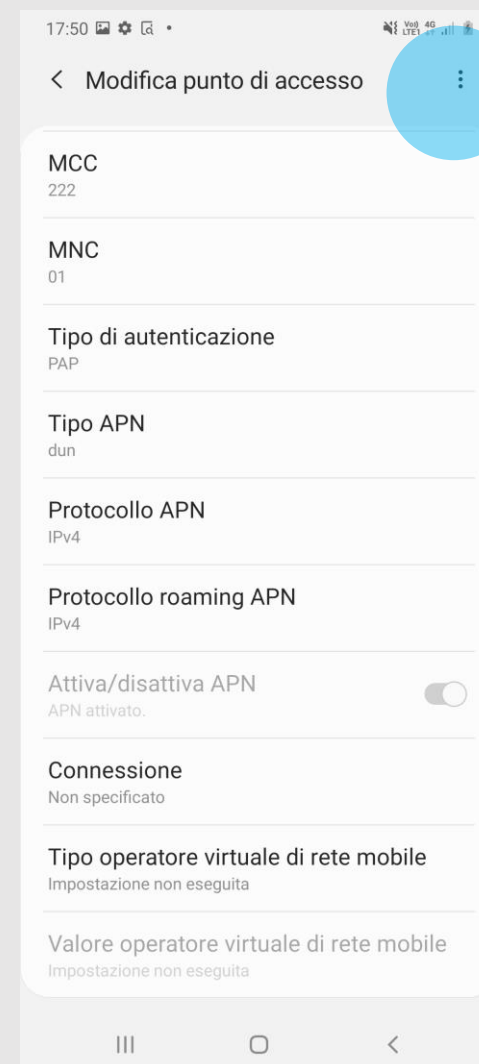 17:50
Modifica punto di accesso
MCC
222
MNC
01
Tipo di autenticazione
PAP
Tipo APN
dun
Protocollo APN
IPv4
Protocollo roaming APN
IPv4
Attiva/disattiva APN
APN attivato.
Connessione
Non specificato
Tipo operatore virtuale di rete mobile
Impostazione non eseguita
Valore operatore virtuale di rete mobile
Impostazione non eseguita